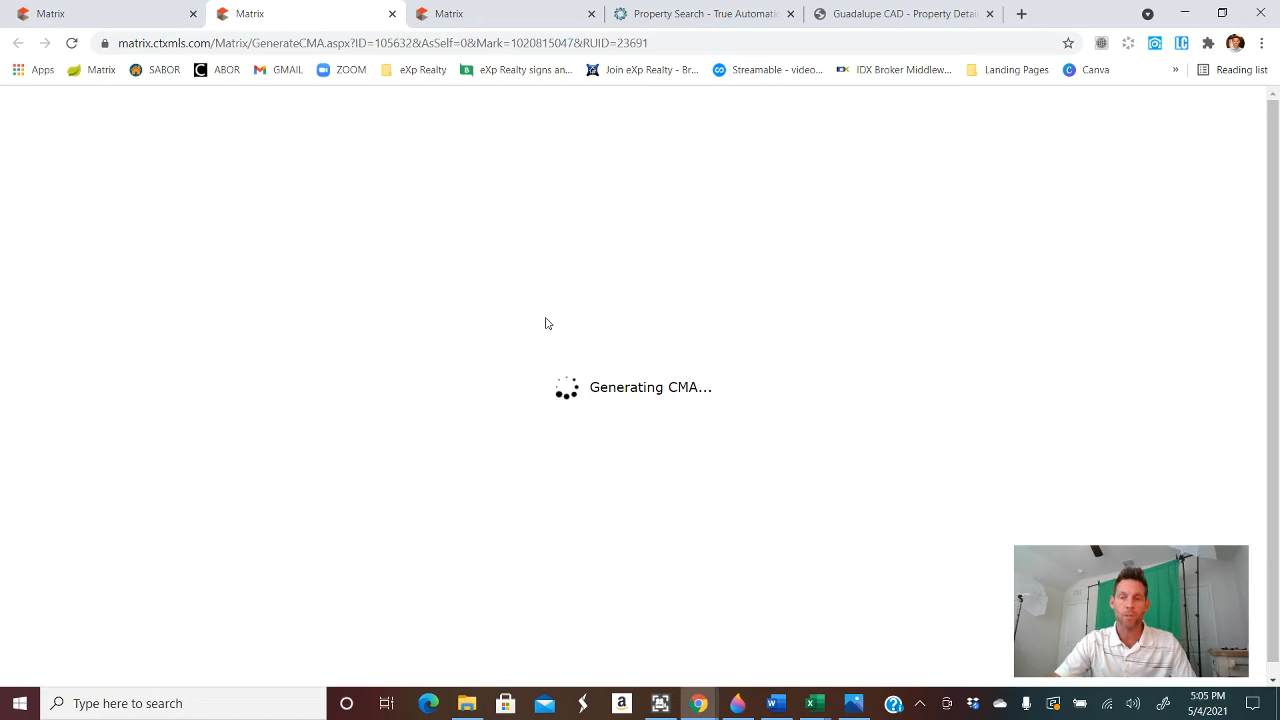 Matrix Matrix Matrix Property Search - True Automatic Guadalupe CAD - Property Detail
matrix.ctxmls.com/Matrix/GenerateCMA.aspx?ID=105632&AsSelf=0&Mark=1020815047&RUID=23691
Apps Matrix SABOR ABOR GMAIL ZOOM eXp Realty eXp Realty signs an... Join eXp Realty - Br... Streamable - video... IDX Broker Middlew... Landing Pages Canva » Reading list
Generating CMA...
Type here to search
5:05 PM
5/4/2021